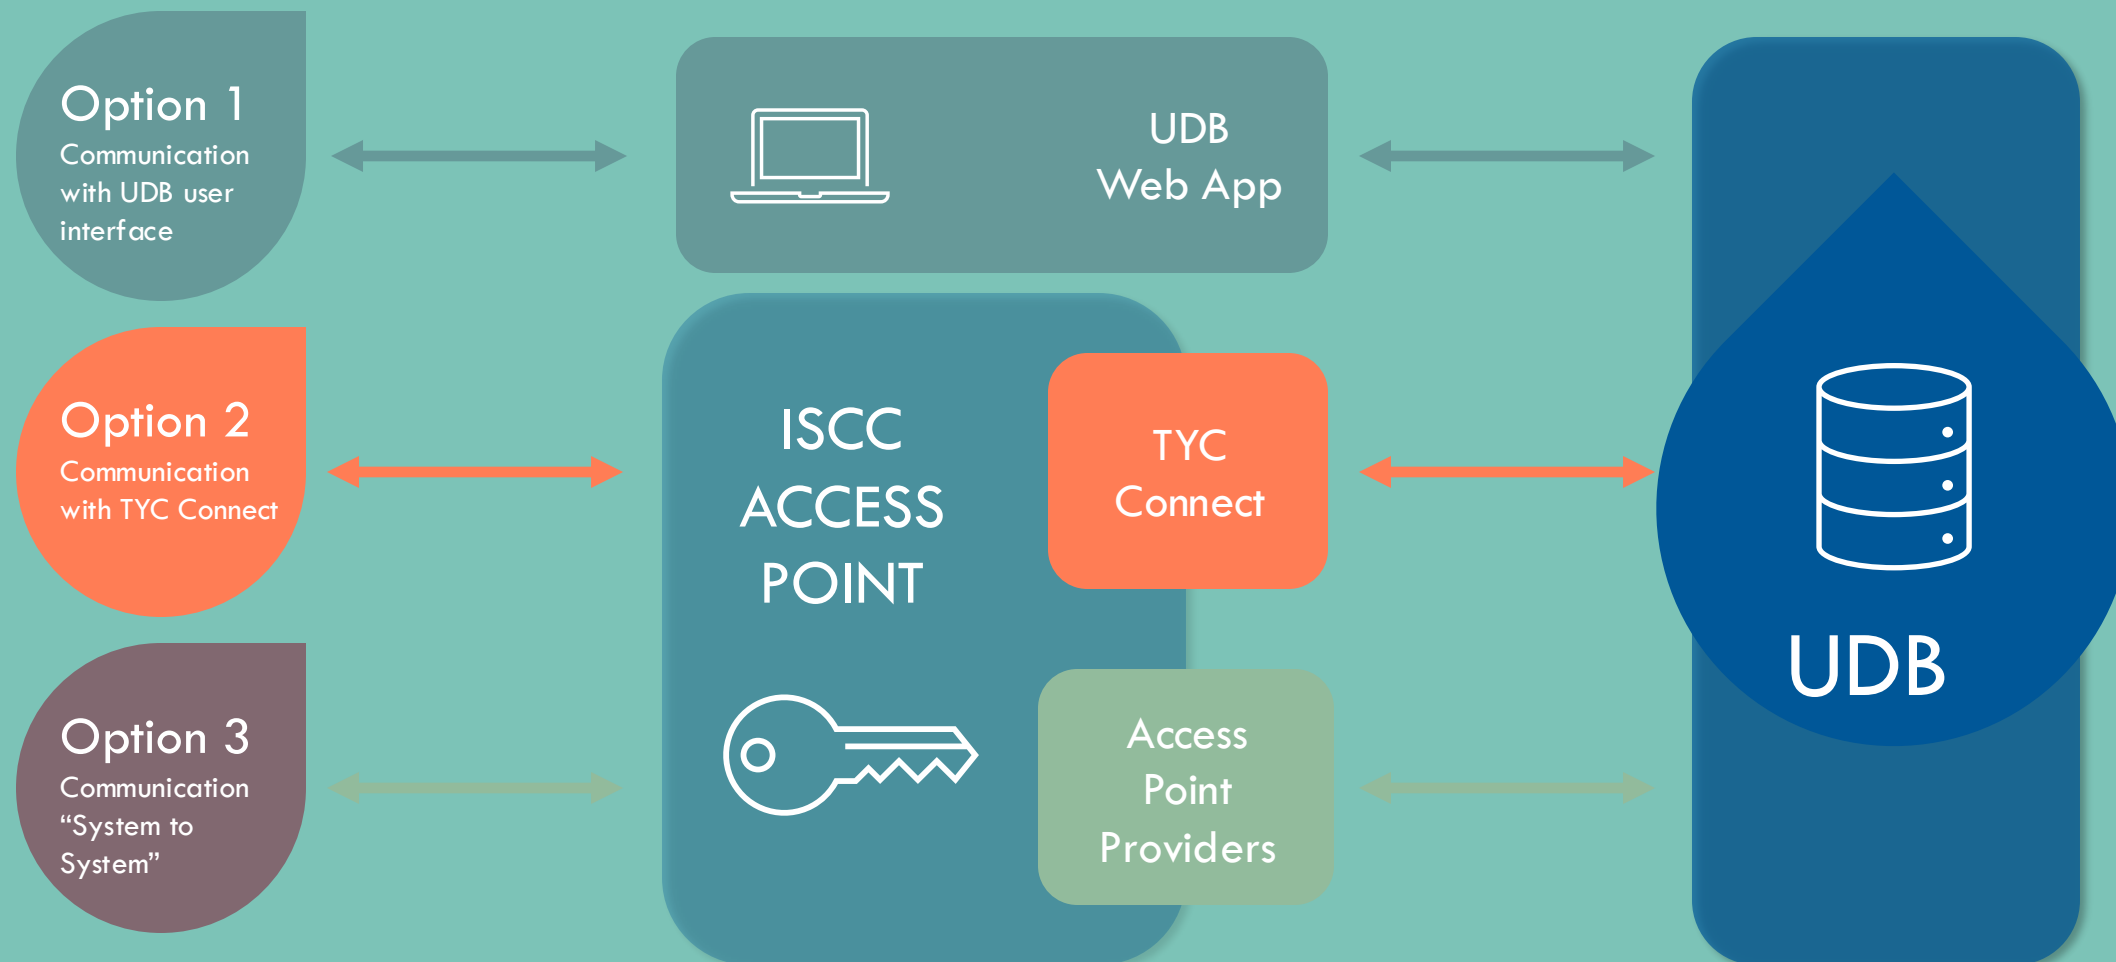 Option 1
Communication
with UDB user
interface
UDB
Web App
Option 2
Communication
with TYC Connect
ISCC
ACCESS
POINT
TYC
Connect
Option 3
Communication
“System to
System”
Access
Point
Providers
UDB